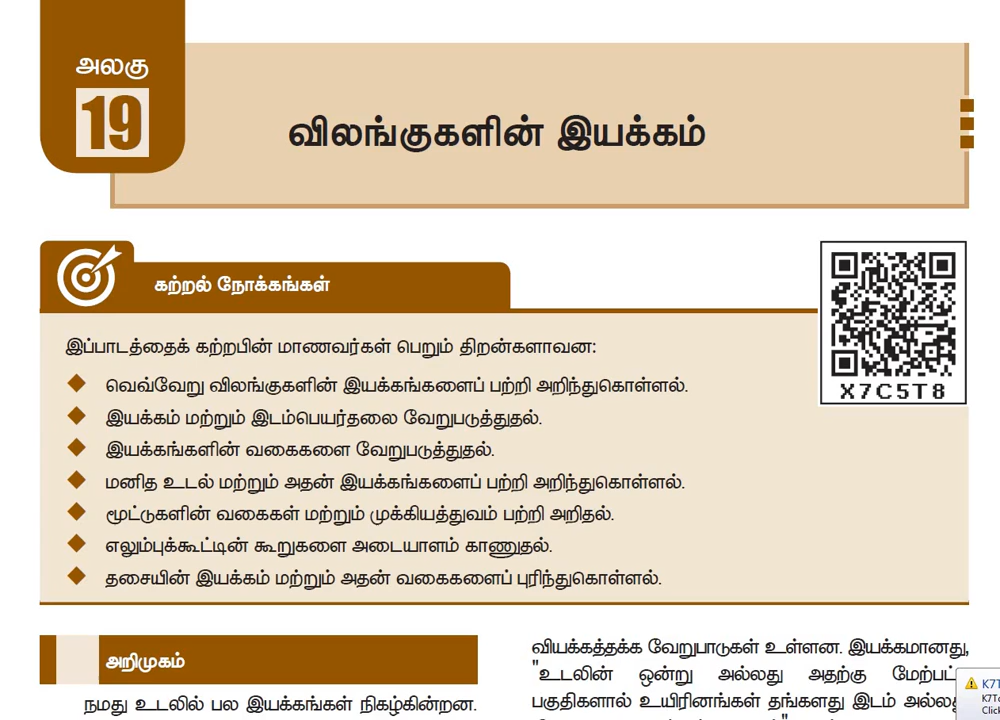 அலகு
19
விலங்குகளின் இயக்கம்
கற்றல் நோக்கங்கள்
X7C5T8
இப்பாடத்தைக் கற்றபின் மாணவர்கள் பெறும் திறன்களாவன:
வெவ்வேறு விலங்குகளின் இயக்கங்களைப் பற்றி அறிந்துகொள்ளல்.
இயக்கம் மற்றும் இடம்பெயர்தலை வேறுபடுத்துதல்.
இயக்கங்களின் வகைகளை வேறுபடுத்துதல்.
மனித உடல் மற்றும் அதன் இயக்கங்களைப் பற்றி அறிந்துகொள்ளல்.
மூட்டுகளின் வகைகள் மற்றும் முக்கியத்துவம் பற்றி அறிதல்.
எலும்புக்கூட்டின் கூறுகளை அடையாளம் காணுதல்.
தசையின் இயக்கம் மற்றும் அதன் வகைகளைப் புரிந்துகொள்ளல்.
அறிமுகம்
நமது உடலில் பல இயக்கங்கள் நிகழ்கின்றன.
வியக்கத்தக்க வேறுபாடுகள் உள்ளன. இயக்கமானது,
"உடலின் ஒன்று அல்லது அதற்கு
பகுதிகளால் உயிரினங்கள் தங்களது இடம்
K7T
K7T
Clic